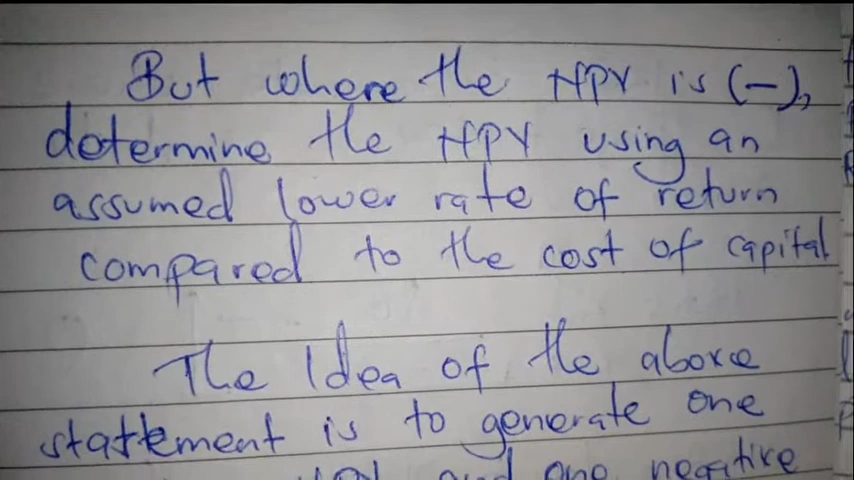 But where the NPV is (-),
determine the NPV using an
assumed lower rate of return
compared to the cost of capital
The Idea of the above
statement is to generate one
and one negative